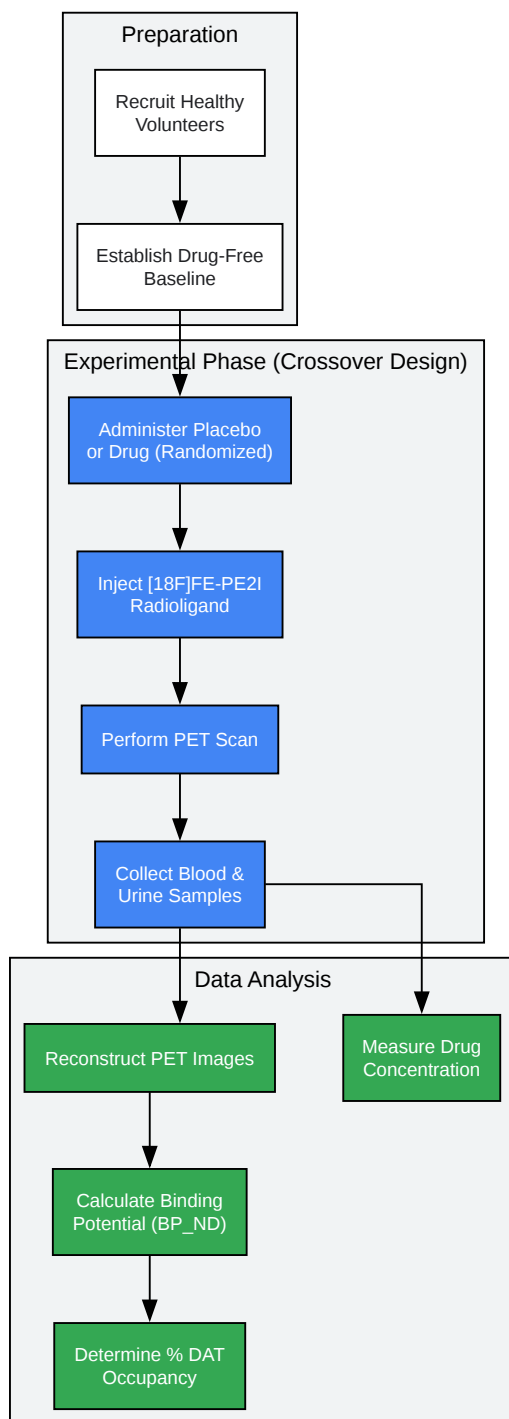 Preparation
Recruit Healthy
Volunteers
Establish Drug-Free
Baseline
Experimental Phase (Crossover Design)
Administer Placebo
or Drug (Randomized)
Inject [18F]FE-PE2I
Radioligand
Perform PET Scan
Collect Blood &
Urine Samples
Data Analysis
Reconstruct PET Images
Measure Drug
Concentration
Calculate Binding
Potential (BP_ND)
Determine % DAT
Occupancy